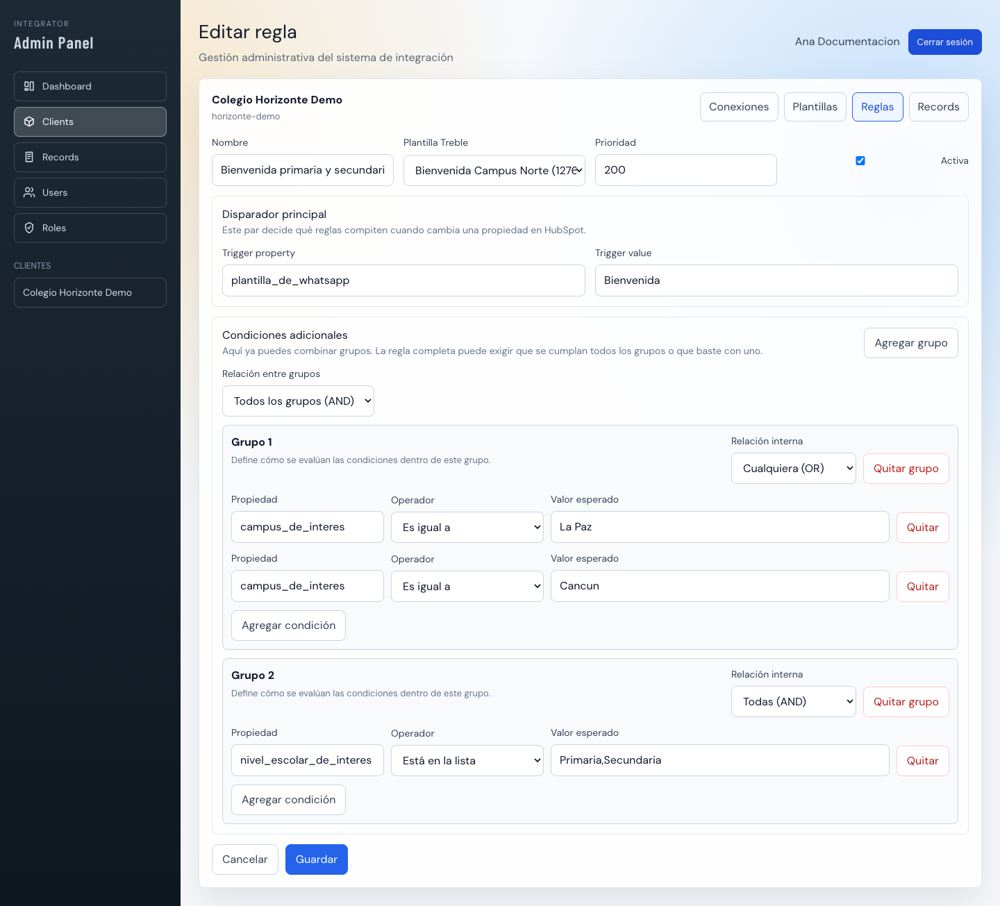 INTEGRATOR
Admin Panel
Dashboard
Clients
Records
Users
Roles
CLIENTES
Colegio Horizonte Demo
Editar regla
Gestión administrativa del sistema de integración
Ana Documentacion
Cerrar sesión
Colegio Horizonte Demo
horizonte-demo
Conexiones
Plantillas
Reglas
Records
Nombre
Plantilla Treble
Prioridad
Bienvenida primaria y secundari
Bienvenida Campus Norte (1276
200
Activa
Disparador principal
Este par decide qué reglas compiten cuando cambia una propiedad en HubSpot.
Trigger property
Trigger value
plantilla_de_whatsapp
Bienvenida
Condiciones adicionales
Aquí ya puedes combinar grupos. La regla completa puede exigir que se cumplan todos los grupos o que baste con uno.
Agregar grupo
Relación entre grupos
Todos los grupos (AND)
Grupo 1
Define cómo se evalúan las condiciones dentro de este grupo.
Relación interna
Cualquiera (OR)
Quitar grupo
Propiedad
Operador
Valor esperado
campus_de_interes
Es igual a
La Paz
Quitar
Propiedad
Operador
Valor esperado
campus_de_interes
Es igual a
Cancun
Quitar
Agregar condición
Grupo 2
Define cómo se evalúan las condiciones dentro de este grupo.
Relación interna
Todas (AND)
Quitar grupo
Propiedad
Operador
Valor esperado
nivel_escolar_de_interes
Está en la lista
Primaria,Secundaria
Quitar
Agregar condición
Cancelar
Guardar